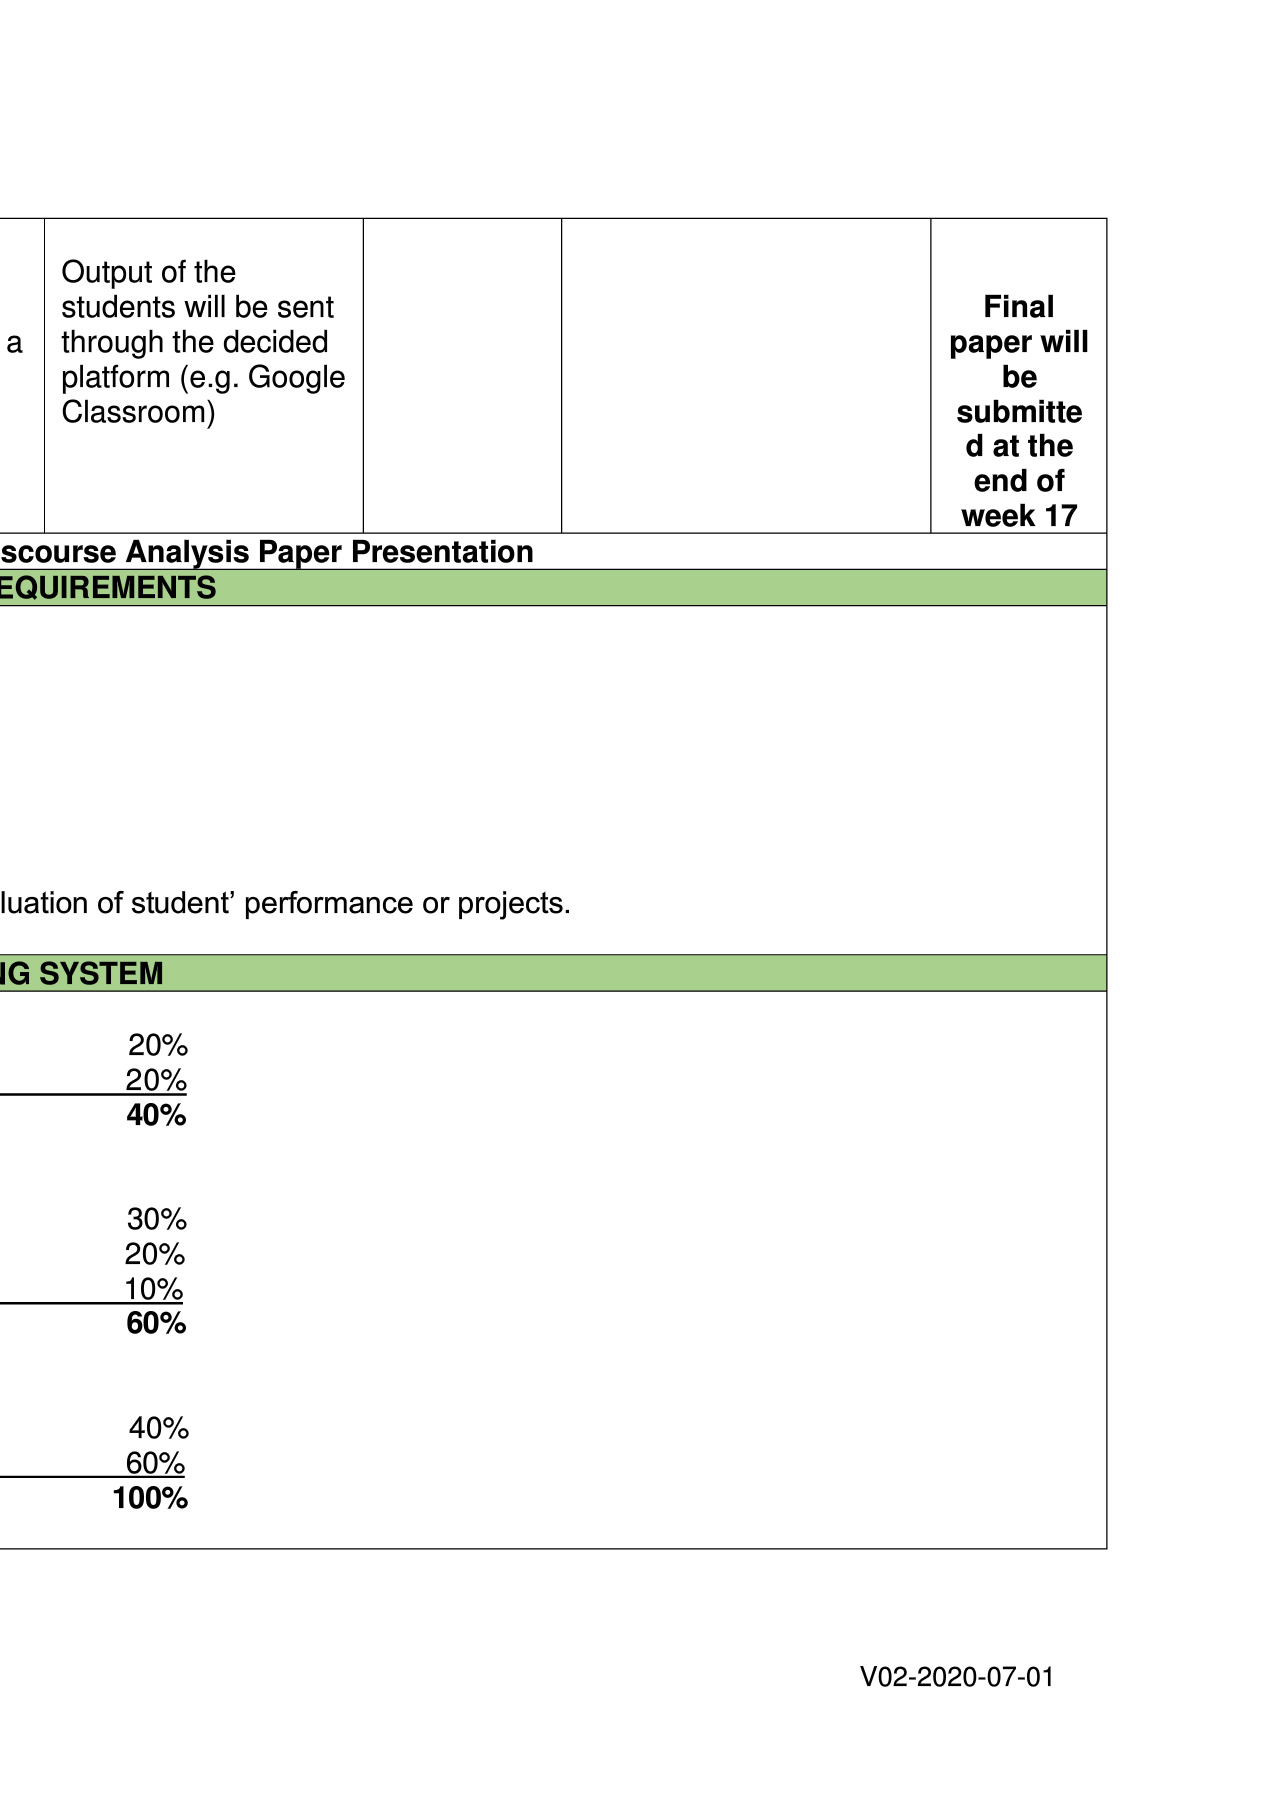 a
Output of the
students will be sent
through the decided
platform (e.g. Google
Classroom)
Final
paper will
be
submitte
d at the
end of
week 17
scourse Analysis Paper Presentation
EQUIREMENTS
luation of student’ performance or projects.
NG SYSTEM
20%
20%
40%
30%
20%
10%
60%
40%
60%
100%
V02-2020-07-01